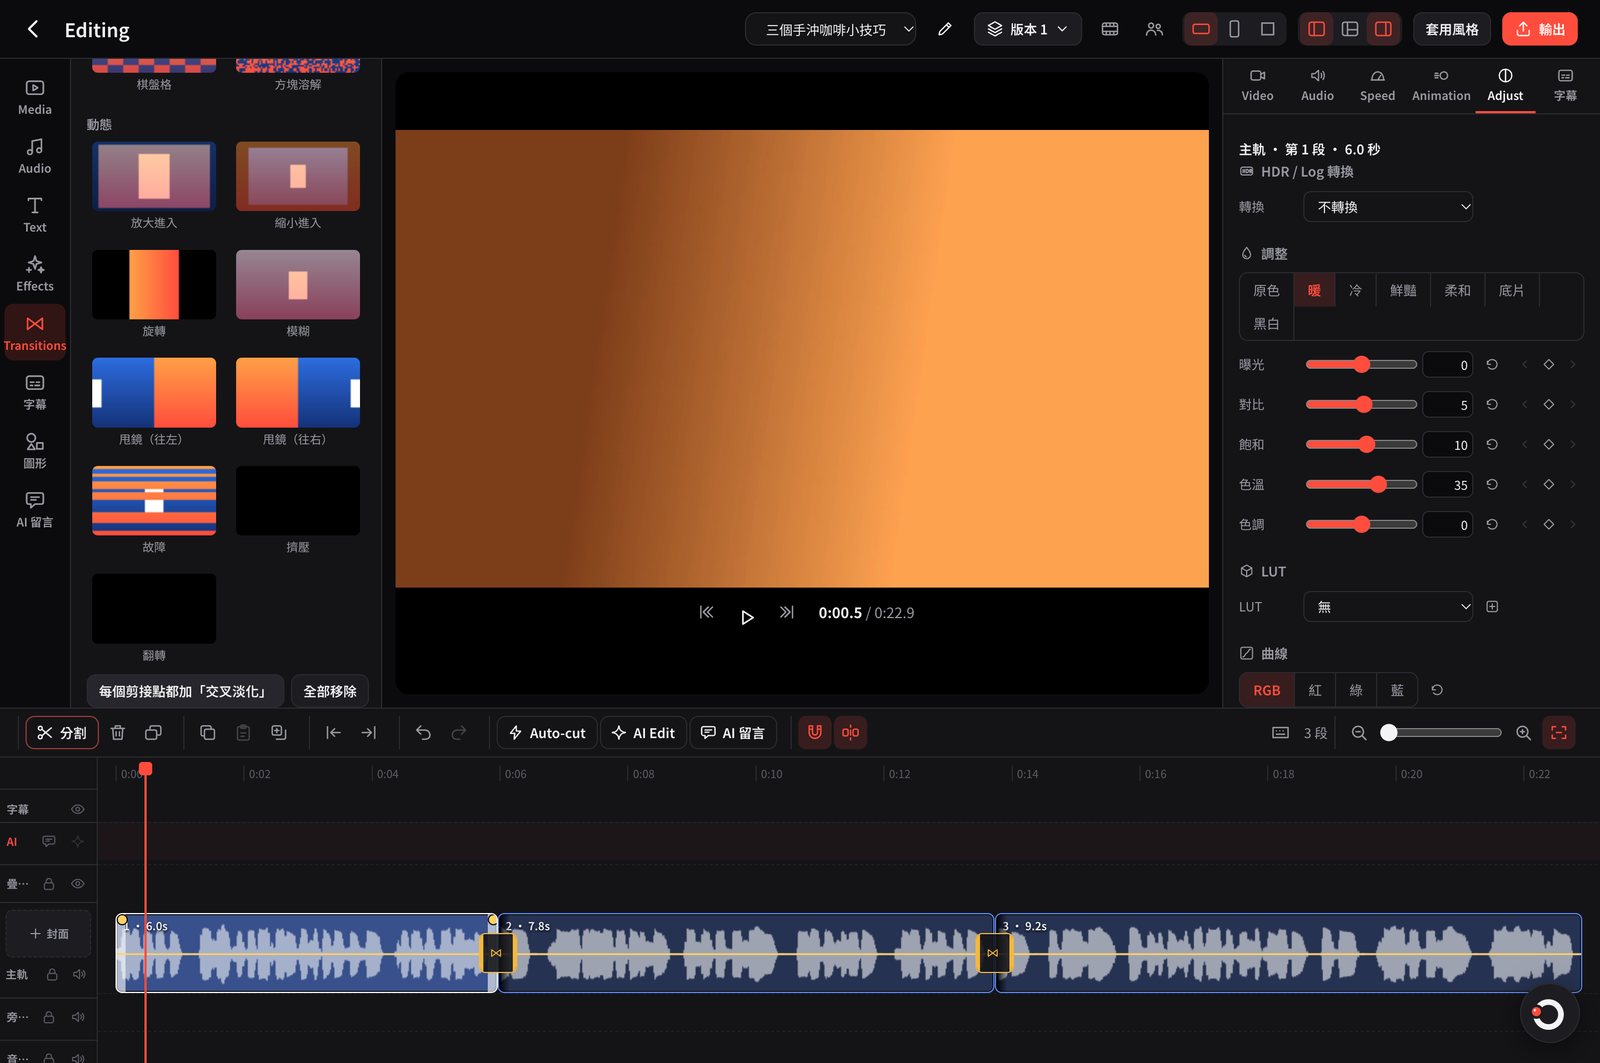 Editing
三個手沖咖啡小技巧
版本 1
套用風格
輸出
Media
Audio
Text
Effects
Transitions
字幕
圖形
AI 留言
棋盤格
方塊溶解
動態
放大進入
縮小進入
旋轉
模糊
甩鏡（往左）
甩鏡（往右）
故障
擠壓
翻轉
每個剪接點都加「交叉淡化」
全部移除
0:00.5 / 0:22.9
Video
Audio
Speed
Animation
Adjust
字幕
主軌 · 第 1 段 · 6.0 秒
HDR / Log 轉換
轉換
不轉換
調整
原色
暖
冷
鮮豔
柔和
底片
黑白
曝光
0
對比
5
飽和
10
色溫
35
色調
0
LUT
LUT
無
曲線
RGB
紅
綠
藍
分割
Auto-cut
AI Edit
AI 留言
3 段
0:00
0:02
0:04
0:06
0:08
0:10
0:12
0:14
0:16
0:18
0:20
0:22
字幕
AI
疊…
+ 封面
主軌
旁…
音…
1 · 6.0s
2 · 7.8s
3 · 9.2s